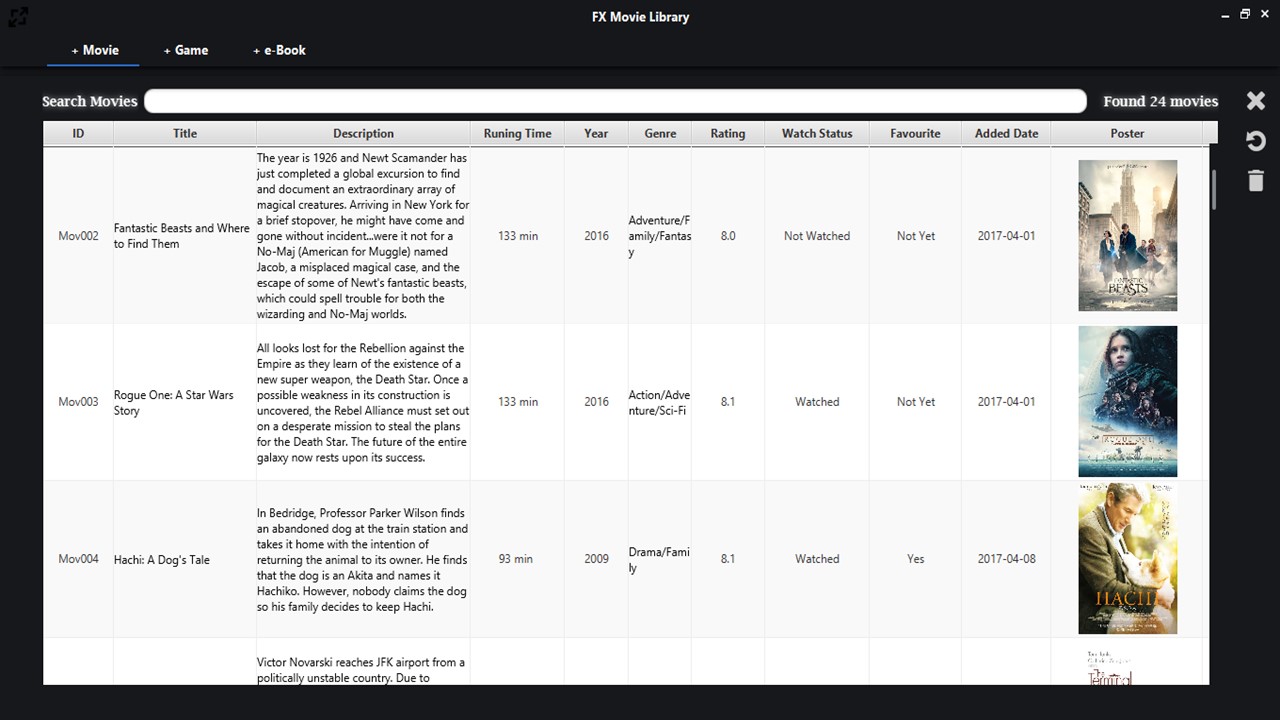 FX Movie Library
+ Movie
+ Game
+ e-Book
Search Movies
Found 24 movies
ID
Title
Description
Runing Time
Year
Genre
Rating
Watch Status
Favourite
Added Date
Poster
Mov002
Fantastic Beasts and Where
to Find Them
The year is 1926 and Newt Scamander has
just completed a global excursion to find
and document an extraordinary array of
magical creatures. Arriving in New York for
a brief stopover, he might have come and
gone without incident...were it not for a
No-Maj (American for Muggle) named
Jacob, a misplaced magical case, and the
escape of some of Newt's fantastic beasts,
which could spell trouble for both the
wizarding and No-Maj worlds.
133 min
2016
Adventure/F
amily/Fantas
y
8.0
Not Watched
Not Yet
2017-04-01
FANTASTIC
BEASTS
Mov003
Rogue One: A Star Wars
Story
All looks lost for the Rebellion against the
Empire as they learn of the existence of a
new super weapon, the Death Star. Once a
possible weakness in its construction is
uncovered, the Rebel Alliance must set out
on a desperate mission to steal the plans
for the Death Star. The future of the entire
galaxy now rests upon its success.
133 min
2016
Action/Adve
nture/Sci-Fi
8.1
Watched
Not Yet
2017-04-01
ROGUE ONE
Mov004
Hachi: A Dog's Tale
In Bedridge, Professor Parker Wilson finds
an abandoned dog at the train station and
takes it home with the intention of
returning the animal to its owner. He finds
that the dog is an Akita and names it
Hachiko. However, nobody claims the dog
so his family decides to keep Hachi.
93 min
2009
Drama/Fami
ly
8.1
Watched
Yes
2017-04-08
HACHI
Victor Novarski reaches JFK airport from a
politically unstable country. Due to
The
Terminal